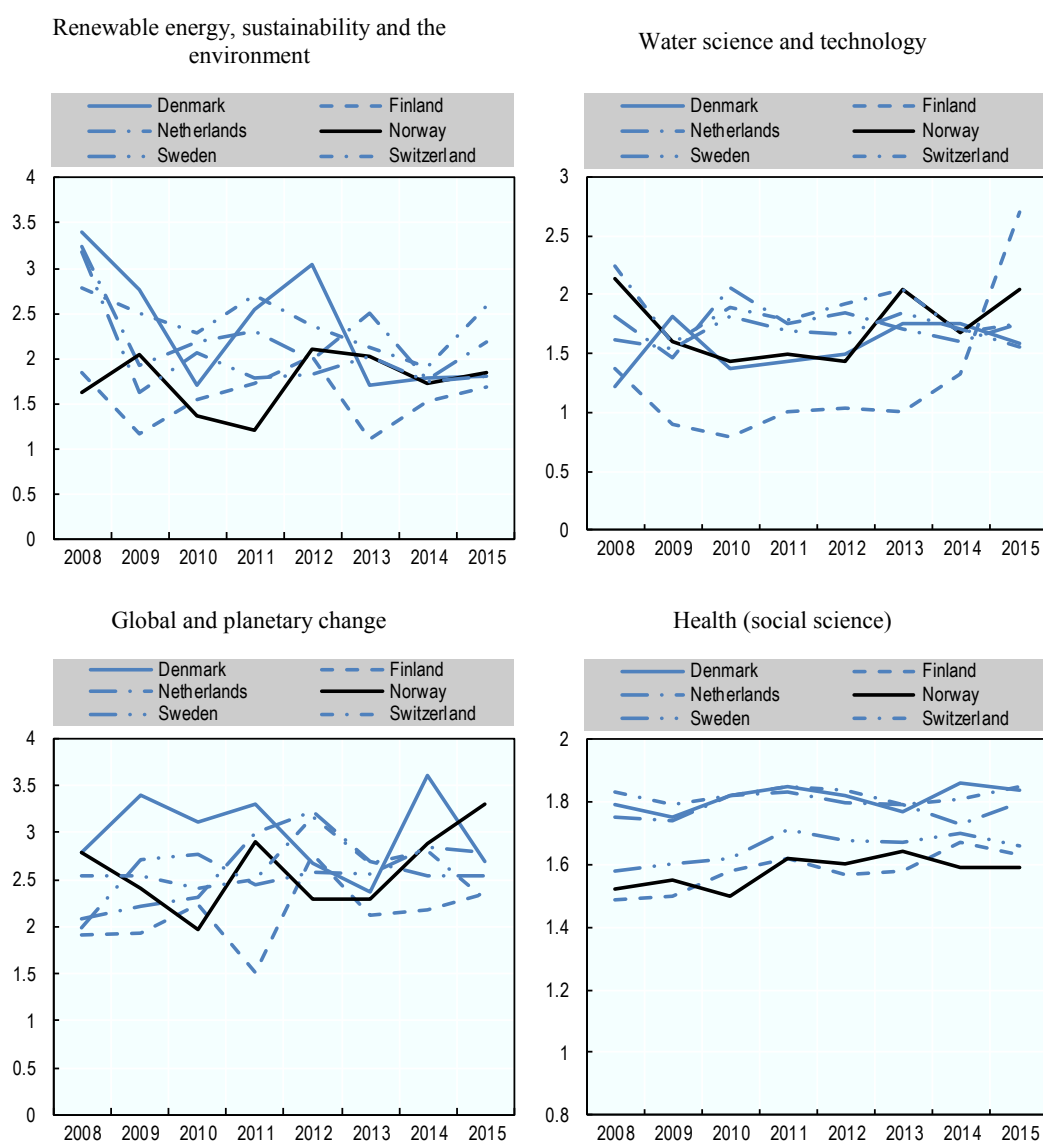 Renewable energy, sustainability and the
environment
Denmark Finland
Netherlands Norway
Sweden Switzerland
4
3.5
3
2.5
2
1.5
1
0.5
0
2008 2009 2010 2011 2012 2013 2014 2015
Water science and technology
Denmark Finland
Netherlands Norway
Sweden Switzerland
3
2.5
2
1.5
1
0.5
0
2008 2009 2010 2011 2012 2013 2014 2015
Global and planetary change
Denmark Finland
Netherlands Norway
Sweden Switzerland
4
3.5
3
2.5
2
1.5
1
0.5
0
2008 2009 2010 2011 2012 2013 2014 2015
Health (social science)
Denmark Finland
Netherlands Norway
Sweden Switzerland
2
1.8
1.6
1.4
1.2
1
0.8
2008 2009 2010 2011 2012 2013 2014 2015